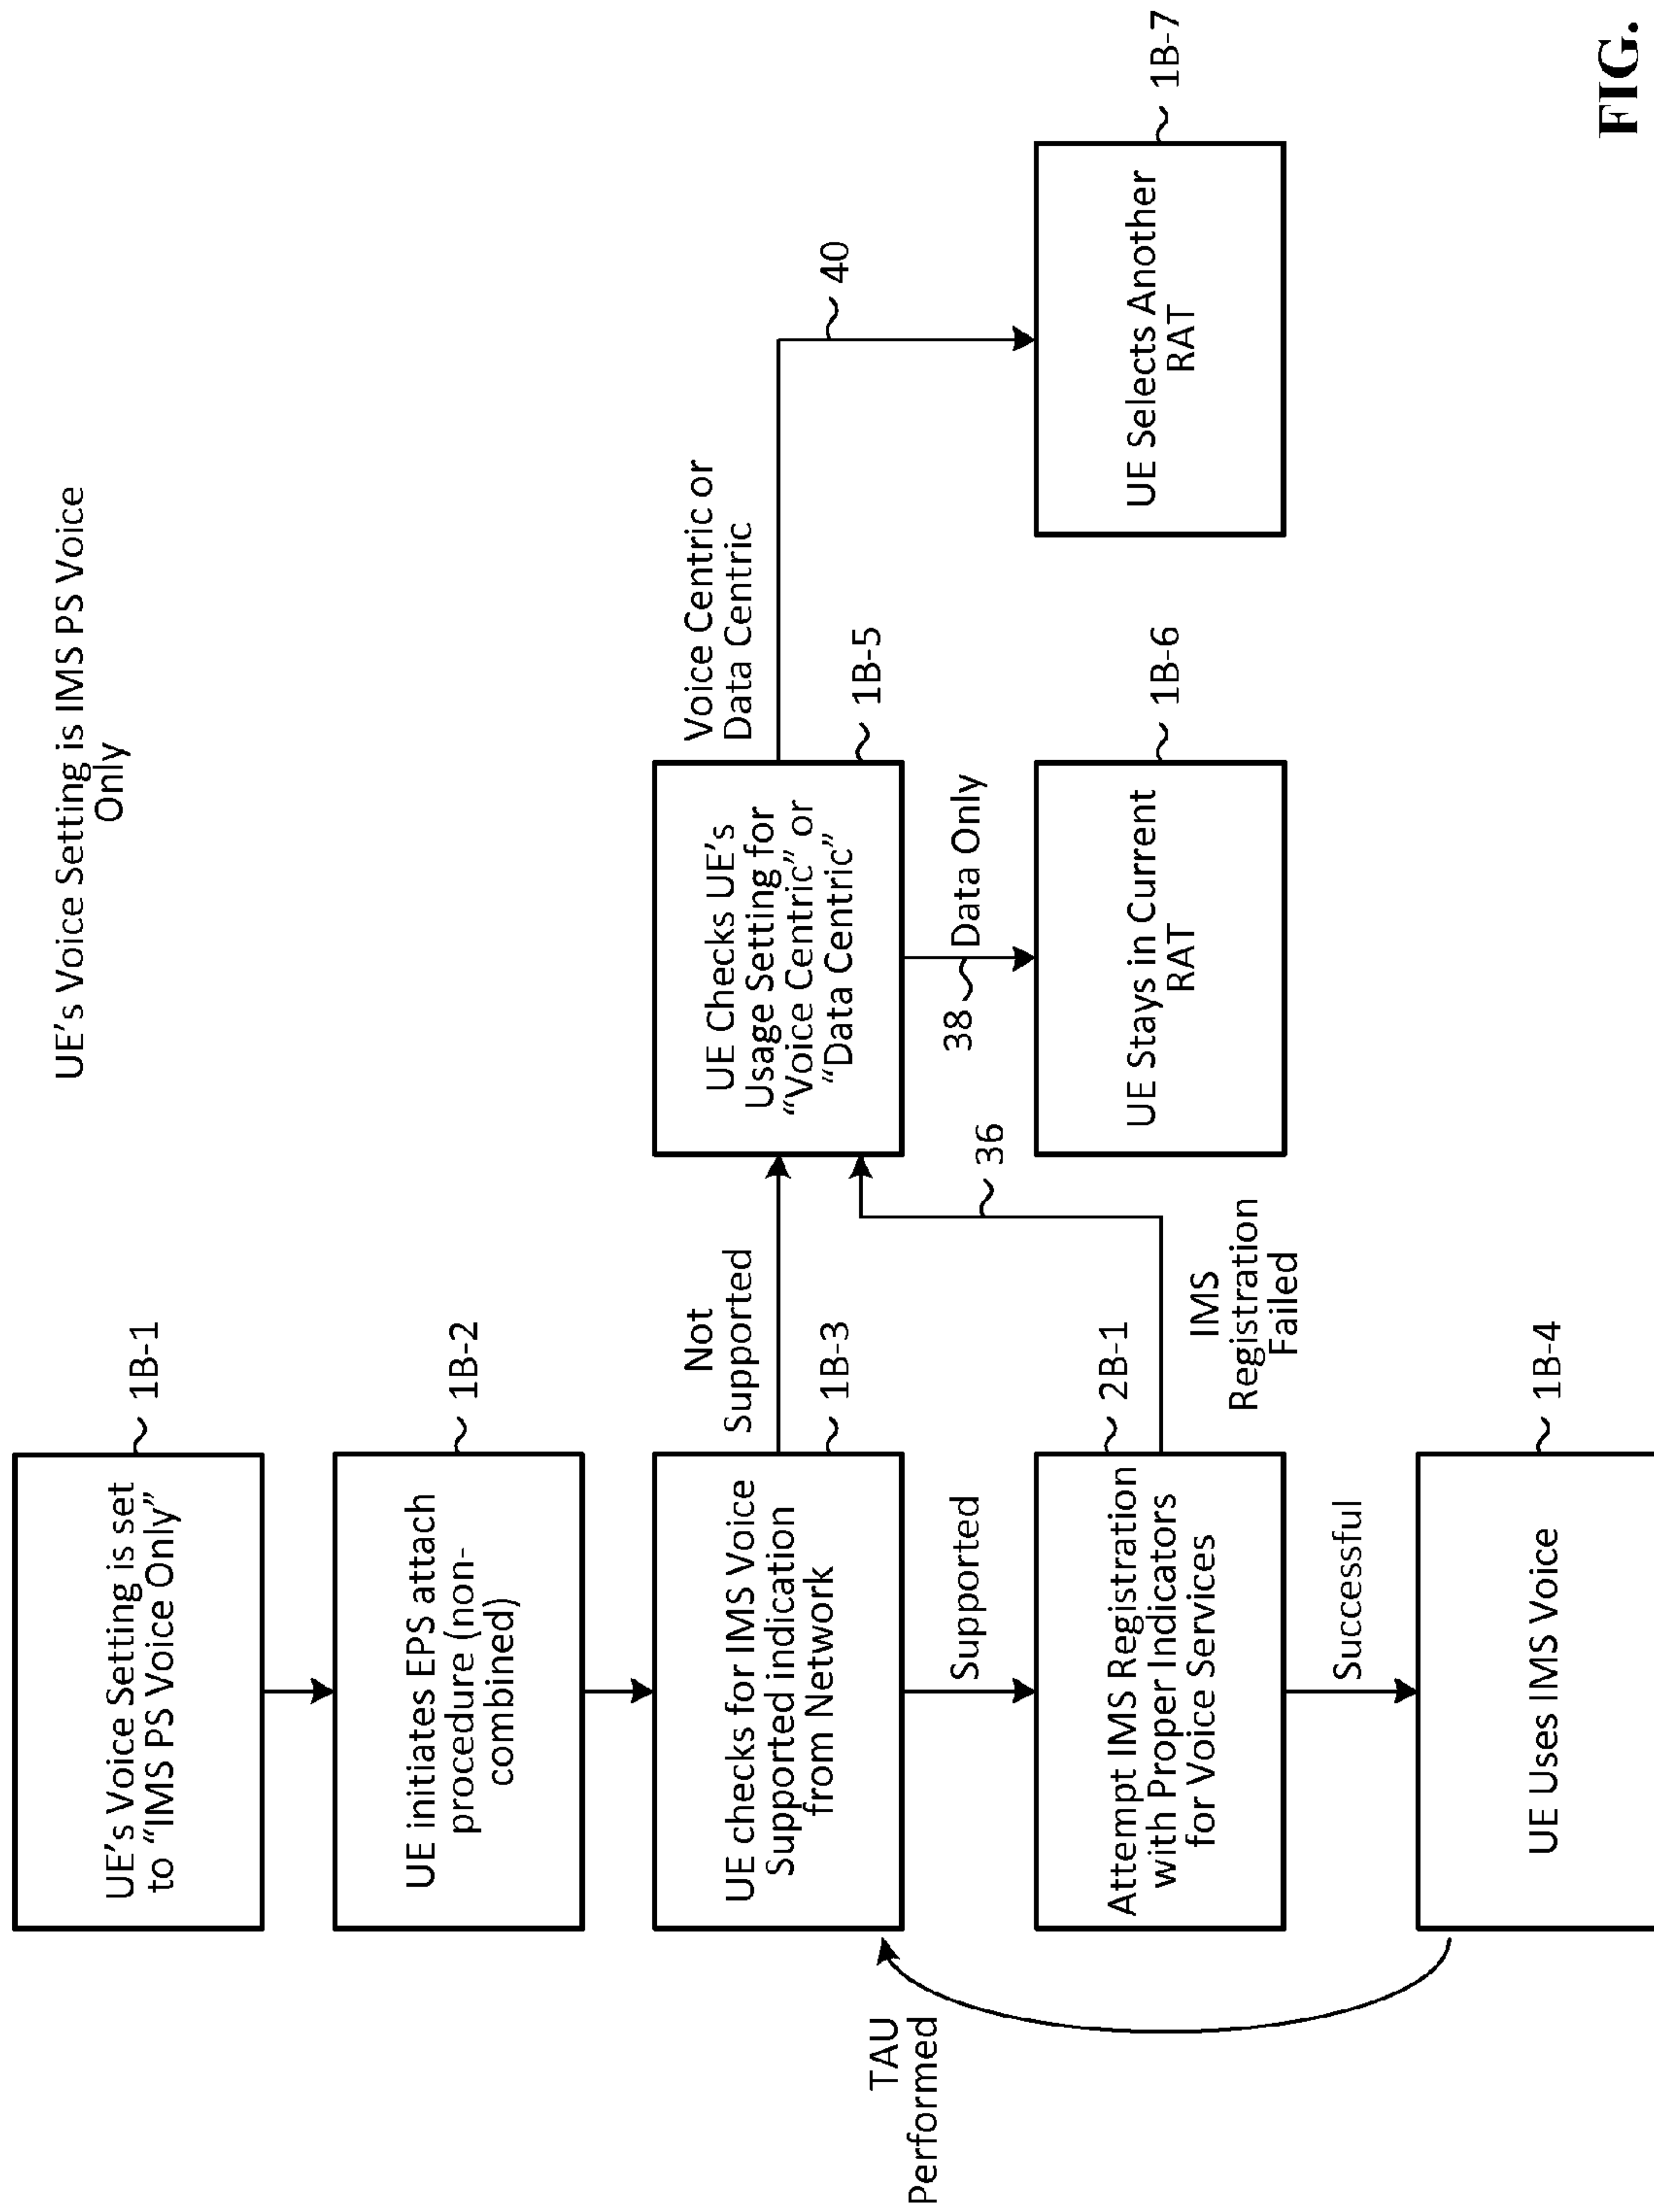 UE's Voice Setting is IMS PS Voice
Only
UE's Voice Setting is set
to “IMS PS Voice Only”
1B-1
UE initiates EPS attach
procedure (non-
combined)
1B-2
UE checks for IMS Voice
Supported indication
from Network
1B-3
Not
Supported
UE Checks UE's
Usage Setting for
“Voice Centric” or
“Data Centric”
1B-5
Voice Centric or
Data Centric
40
Supported
36
38
Data Only
TAU
Performed
Attempt IMS Registration
with Proper Indicators
for Voice Services
2B-1
IMS
Registration
Failed
UE Stays in Current
RAT
1B-6
UE Selects Another
RAT
1B-7
Successful
UE Uses IMS Voice
1B-4
FIG.